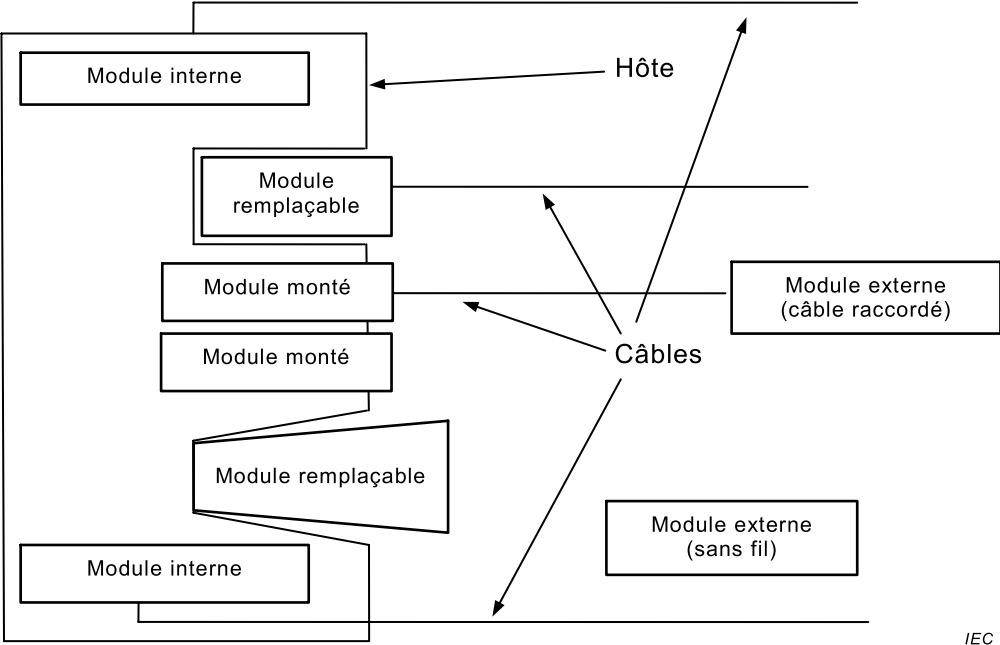 Module interne
Hôte
Module
remplaçable
Module monté
Module externe
(câble raccordé)
Module monté
Câbles
Module remplaçable
Module externe
(sans fil)
Module interne
IEC